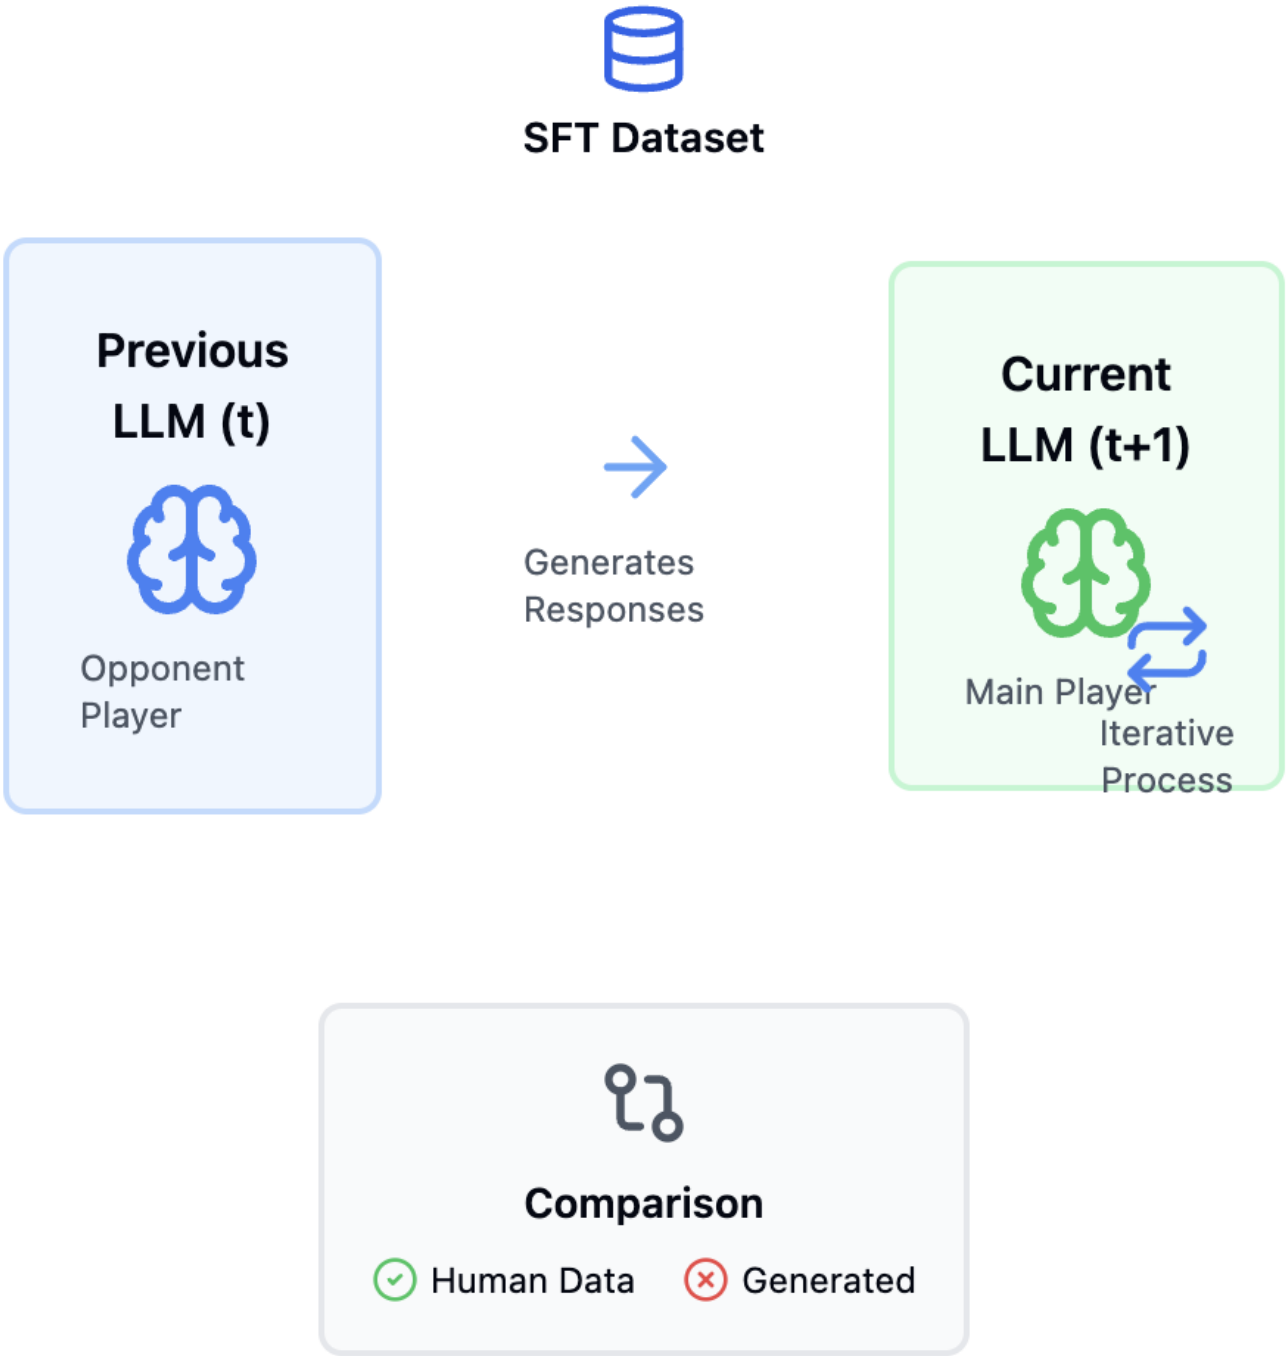 SFT Dataset
Previous
LLM (t)
Opponent
Player
Generates
Responses
Current
LLM (t+1)
Main Player
Iterative
Process
Comparison
Human Data
Generated